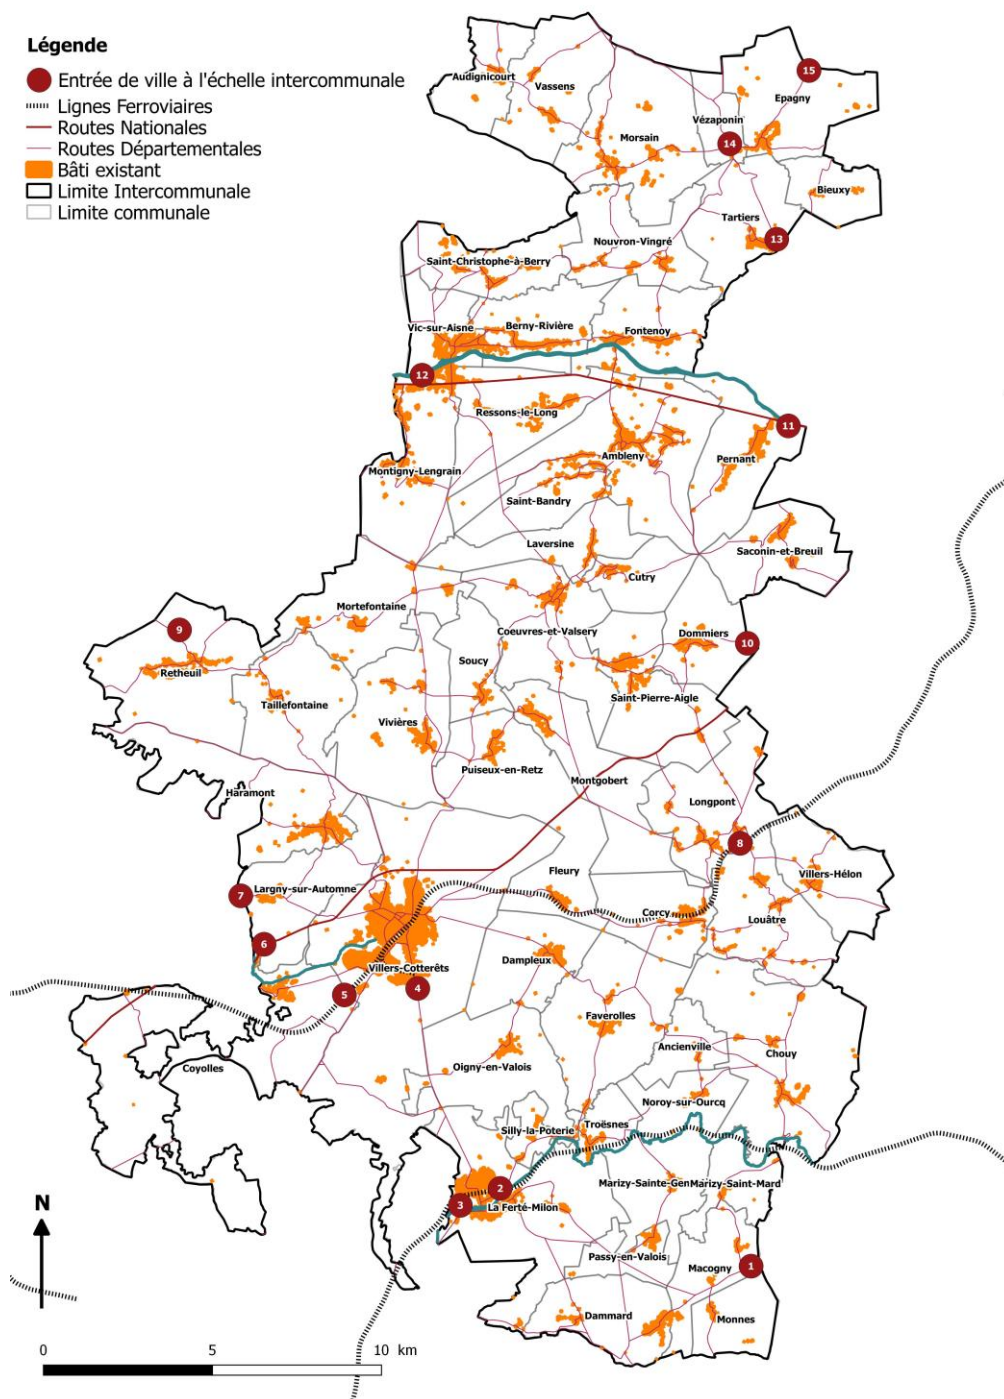 Légende
Entrée de ville à l'échelle intercommunale
Lignes Ferroviaires
Routes Nationales
Routes Départementales
Bâti existant
Limite Intercommunale
Limite communale
15
Audignicourt
Vassens
Epagny
Vézaponin
Morsain
14
Bieuxy
Tartiers
13
Nouvron-Vingré
Saint-Christophe-à-Berry
Vic-sur-Aisne
Berny-Rivière
Fontenoy
12
Ressons-le-Long
11
Ambleny
Pernant
Montigny-Lengrain
Saint-Bandry
Laversine
Saconin-et-Breuil
Cutry
Mortefontaine
9
Coeuvres-et-Valsery
Dommiers
10
Retheuil
Soucy
Taillefontaine
Saint-Pierre-Aigle
Vivières
Puiseux-en-Retz
Montgobert
Haramont
Longpont
8
Fleury
Villers-Hélon
7
Largny-sur-Automne
Corcy
Louâtre
6
Dampleux
Villers-Cotterêts
5
4
Faverolles
Ancienville
Chouy
Coyolles
Oigny-en-Valois
Noroy-sur-Ourcq
Silly-la-Poterie
Troësnes
2
Marizy-Sainte-Gen
Marizy-Saint-Mard
3
La Ferté-Milon
N
Passy-en-Valois
Macogny
1
Dammard
Monnes
0 5 10 km